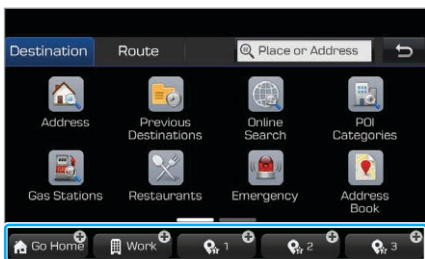 Destination Route Place or Address
Address Previous Destinations Online Search POI Categories
Gas Stations Restaurants Emergency Address Book
Go Home Work 1 2 3